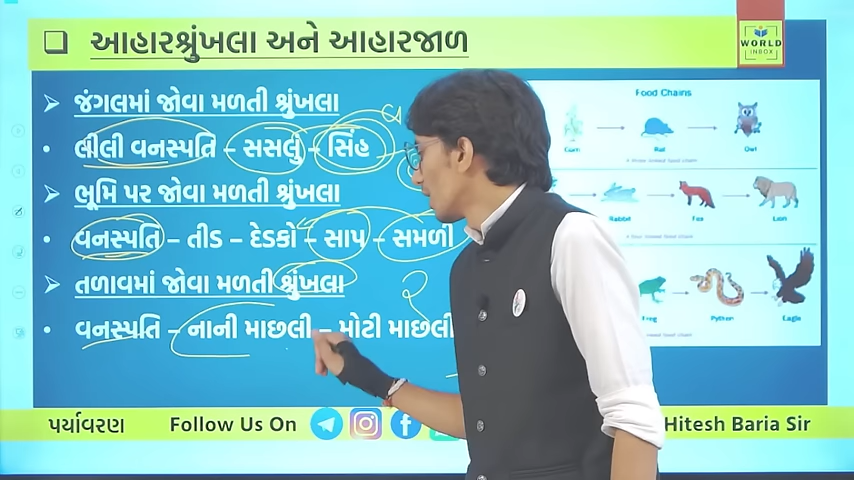 ❑ આહારશ્રુંખલા અને આહારજાળ
WORLD
INBOX
➢ જંગલમાં જોવા મળતી શ્રુંખલા
• લીલી વનસ્પતિ – સસલું – સિંહ
➢ ભૂમિ પર જોવા મળતી શ્રુંખલા
• વનસ્પતિ – તીડ – દેડકો – સાપ – સમળી
➢ તળાવમાં જોવા મળતી શ્રુંખલા
• વનસ્પતિ – નાની માછલી – મોટી માછલી
Food Chains
Corn Rat Owl
Rabbit Fox Lion
Frog Python Eagle
પર્યાવરણ Follow Us On Hitesh Baria Sir